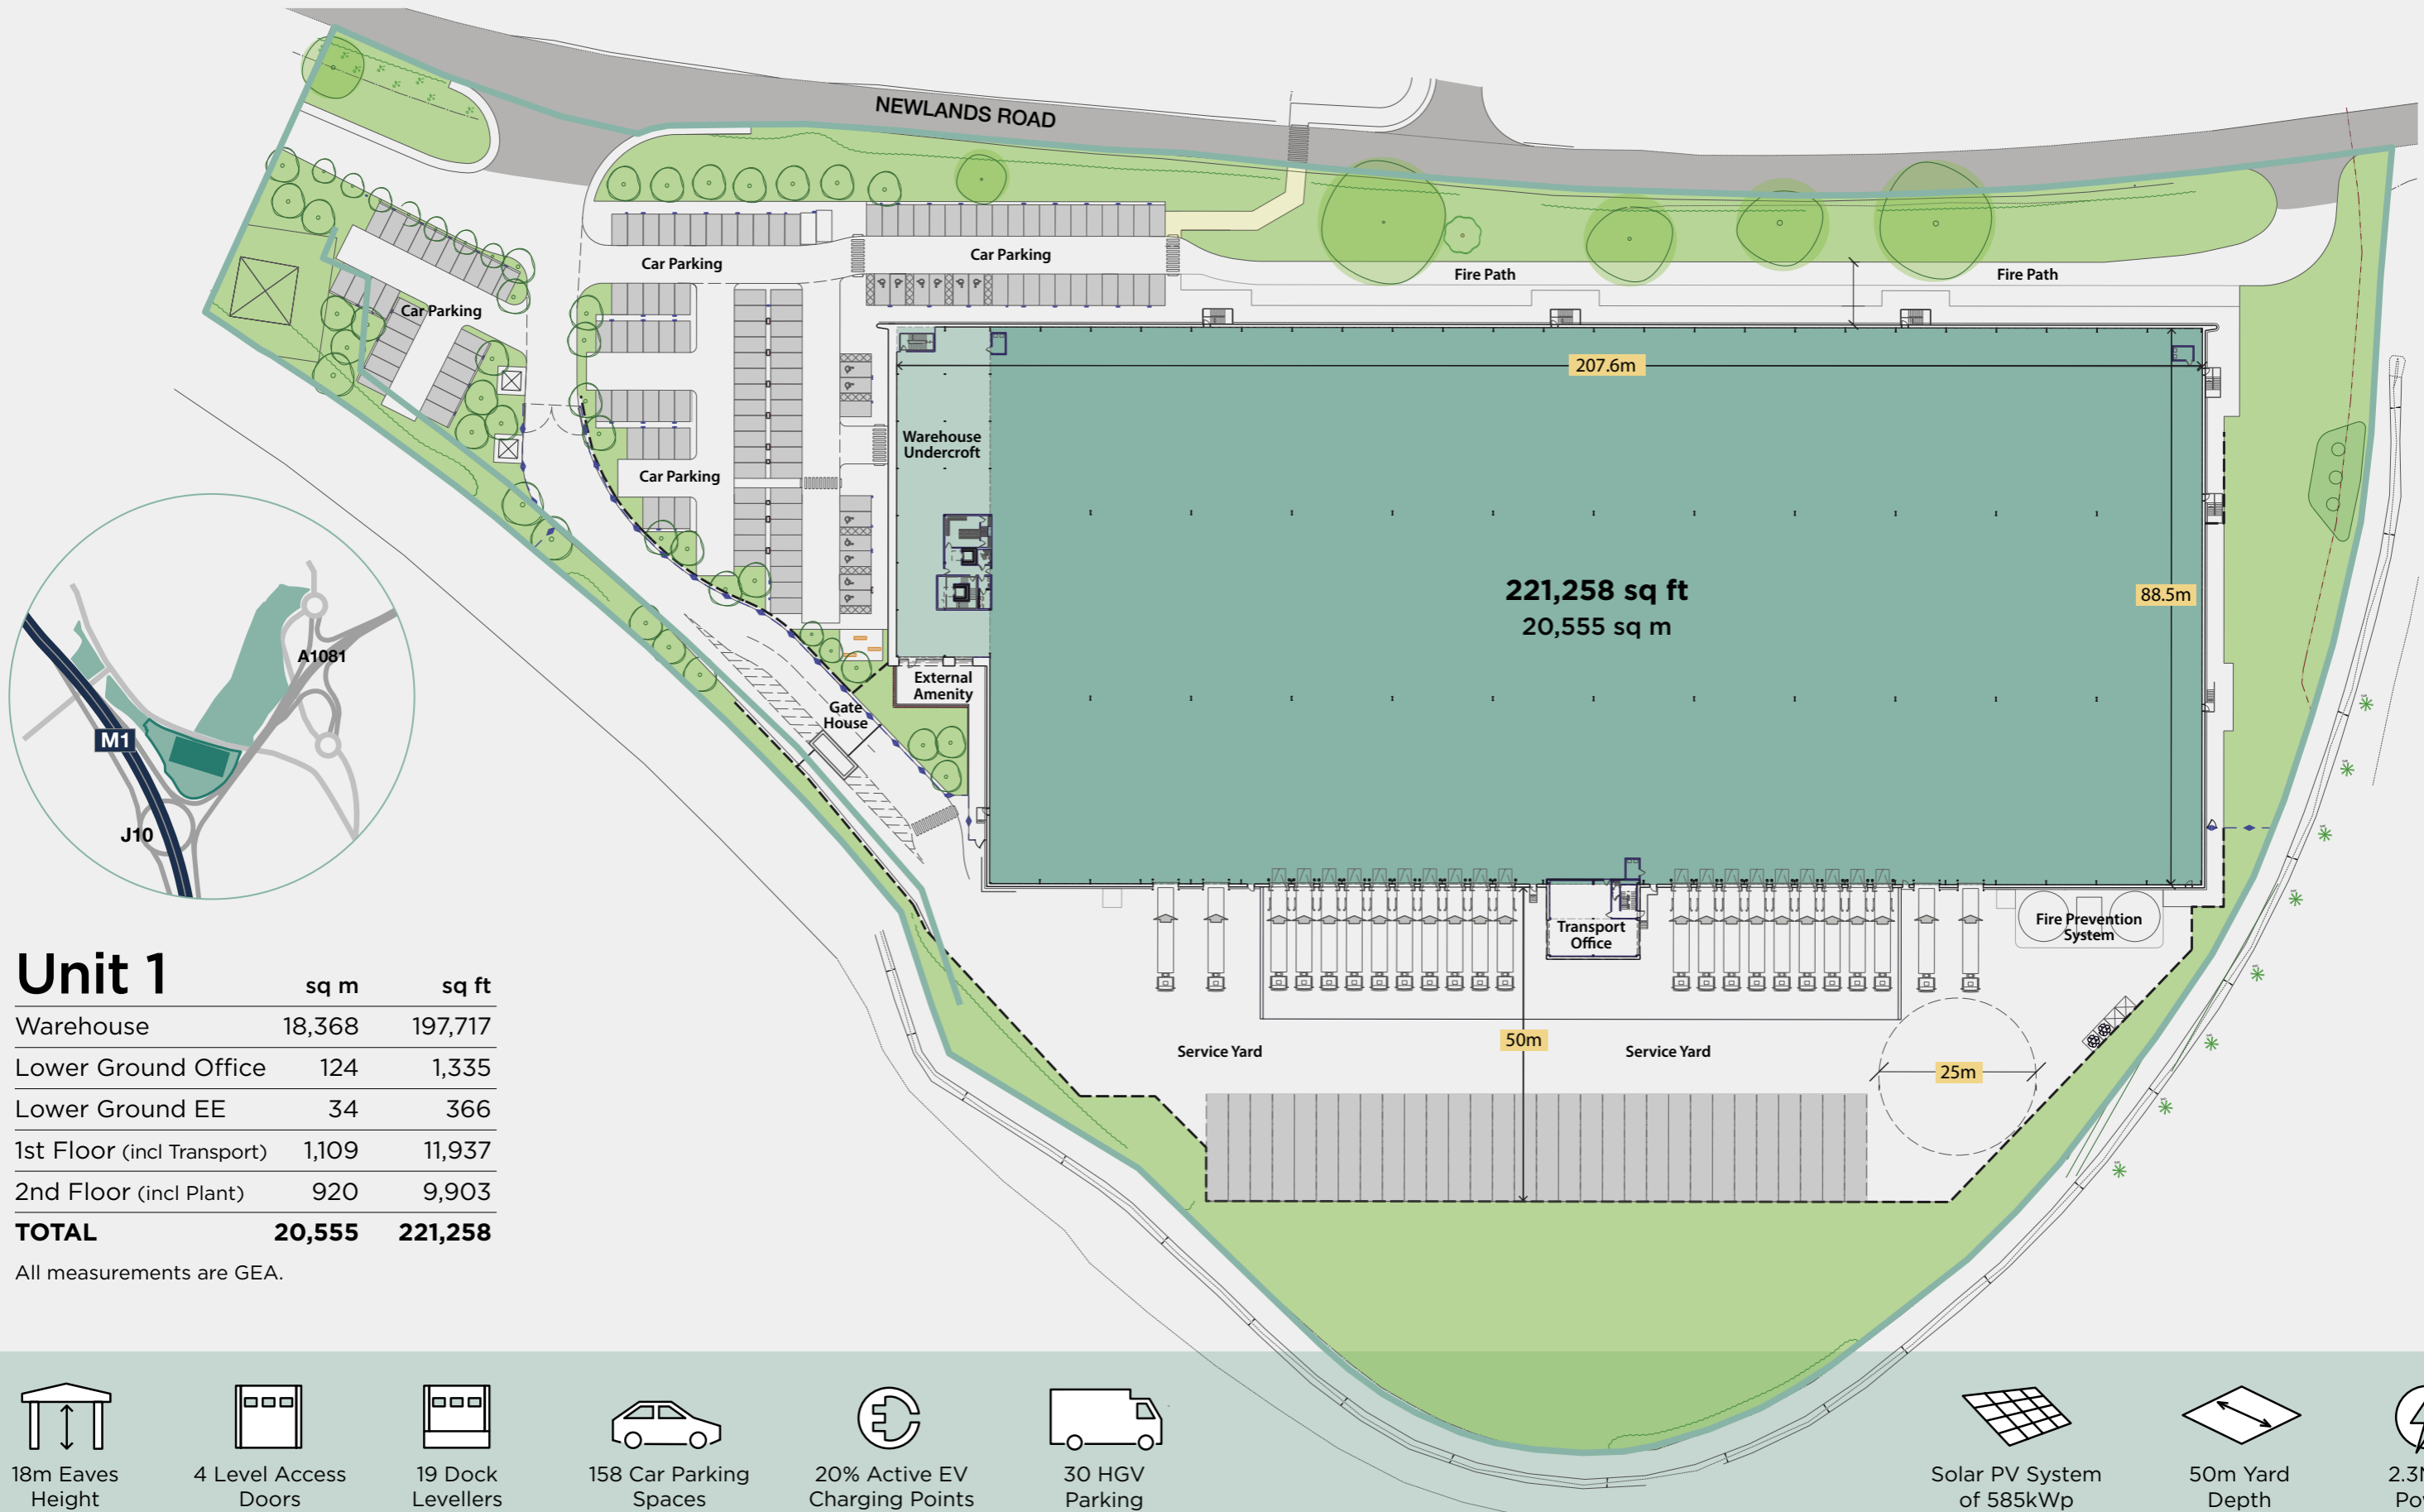 NEWLANDS ROAD
Car Parking
Car Parking
Car Parking
Fire Path
Fire Path
207.6m
Warehouse
Undercroft
Car Parking
221,258 sq ft
20,555 sq m
88.5m
External
Amenity
Gate
House
A1081
M1
J10
Transport
Office
Fire Prevention
System
Service Yard
50m
Service Yard
25m
Unit 1 sq m sq ft
Warehouse 18,368 197,717
Lower Ground Office 124 1,335
Lower Ground EE 34 366
1st Floor (incl Transport) 1,109 11,937
2nd Floor (incl Plant) 920 9,903
TOTAL 20,555 221,258
All measurements are GEA.
18m Eaves
Height
4 Level Access
Doors
19 Dock
Levellers
158 Car Parking
Spaces
20% Active EV
Charging Points
30 HGV
Parking
Solar PV System
of 585kWp
50m Yard
Depth